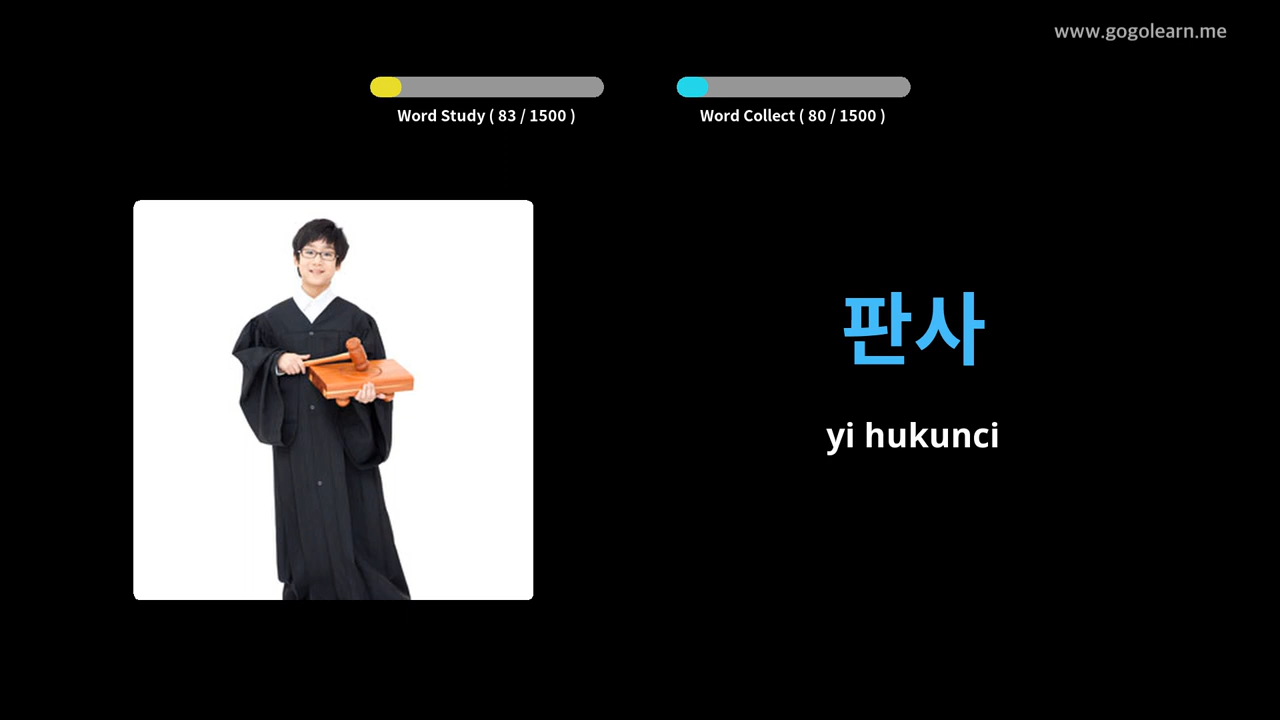 www.gogolearn.me
Word Study ( 83 / 1500 )
Word Collect ( 80 / 1500 )
판사
yi hukunci